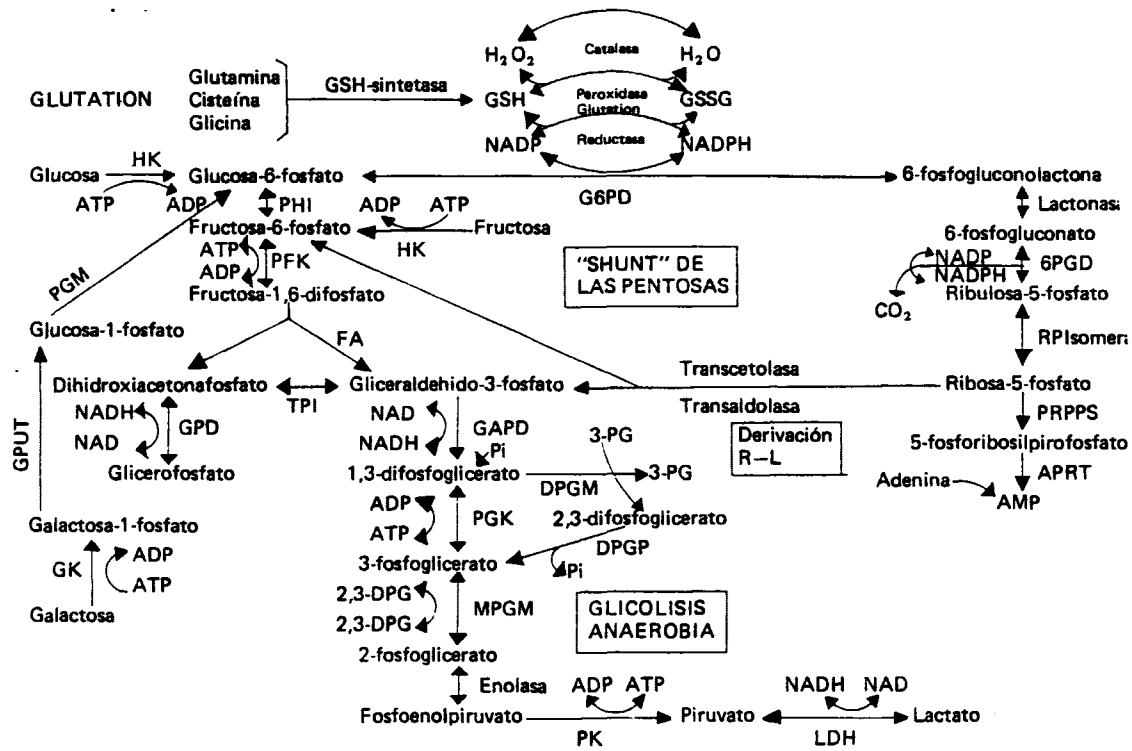 H₂O₂ Catalasa H₂O
Glutamina
GLUTATION Cisteína GSH-sintetasa GSH Peroxidasa GSSG
Glutation
Glicina
NADP Reductasa NADPH
Glucosa HK Glucosa-6-fosfato 6-fosfogluconolactona
ATP ADP G6PD
PHI ADP ATP Lactonas
Fructosa-6-fosfato HK Fructosa 6-fosfogluconato
ATP PFK
ADP
"SHUNT" DE
LAS PENTOSAS
NADP 6PGD
NADPH
CO₂
Fructosa-1,6-difosfato Ribulosa-5-fosfato
PGM
Glucosa-1-fosfato FA RPIsomera
Dihidroxiacetonafosfato TPI Gliceraldehido-3-fosfato Transcetolasa Ribosa-5-fosfato
Transaldolasa
NADH GPD NAD GAPD PRPPS
NAD NADH Pi
3-PG
Derivación
R–L
5-fosforibosilpirofosfato
GPUT
Glicerofosfato 1,3-difosfoglicerato DPGM 3-PG Adenina APRT
AMP
ADP PGK
ATP
2,3-difosfoglicerato
DPGP
Pi
Galactosa-1-fosfato
GK ADP
ATP
Galactosa
3-fosfoglicerato
2,3-DPG MPGM
2,3-DPG
GLICOLISIS
ANAEROBIA
2-fosfoglicerato
Enolasa ADP ATP NADH NAD
Fosfoenolpiruvato PK Piruvato LDH Lactato